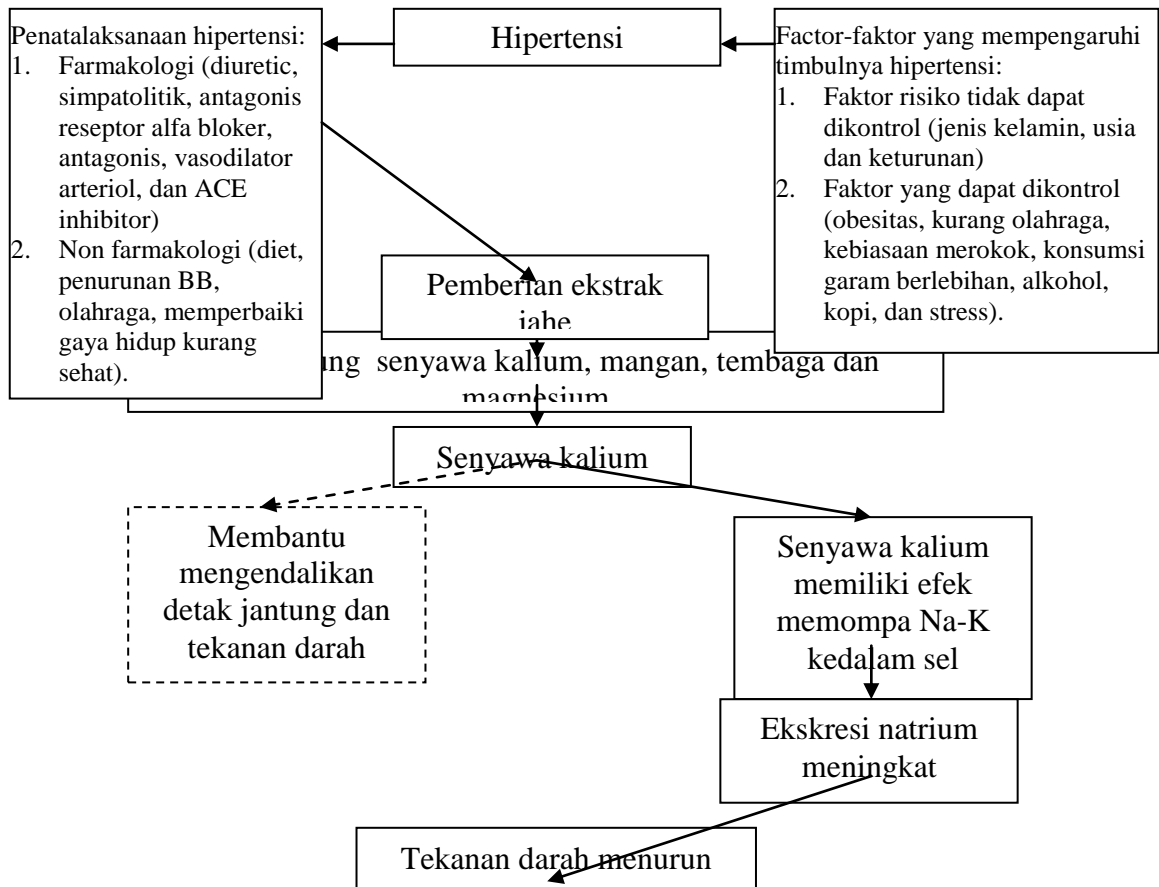 Penatalaksanaan hipertensi:
1. Farmakologi (diuretic,
simpatolitik, antagonis
reseptor alfa bloker,
antagonis, vasodilator
arteriol, dan ACE
inhibitor)
2. Non farmakologi (diet,
penurunan BB,
olahraga, memperbaiki
gaya hidup kurang
sehat).
Hipertensi
Factor-faktor yang mempengaruhi
timbulnya hipertensi:
1. Faktor risiko tidak dapat
dikontrol (jenis kelamin, usia
dan keturunan)
2. Faktor yang dapat dikontrol
(obesitas, kurang olahraga,
kebiasaan merokok, konsumsi
garam berlebihan, alkohol,
kopi, dan stress).
Pemberian ekstrak
jahe
senyawa kalium, mangan, tembaga dan
magnesium
Senyawa kalium
Membantu
mengendalikan
detak jantung dan
tekanan darah
Senyawa kalium
memiliki efek
memompa Na-K
kedalam sel
Ekskresi natrium
meningkat
Tekanan darah menurun